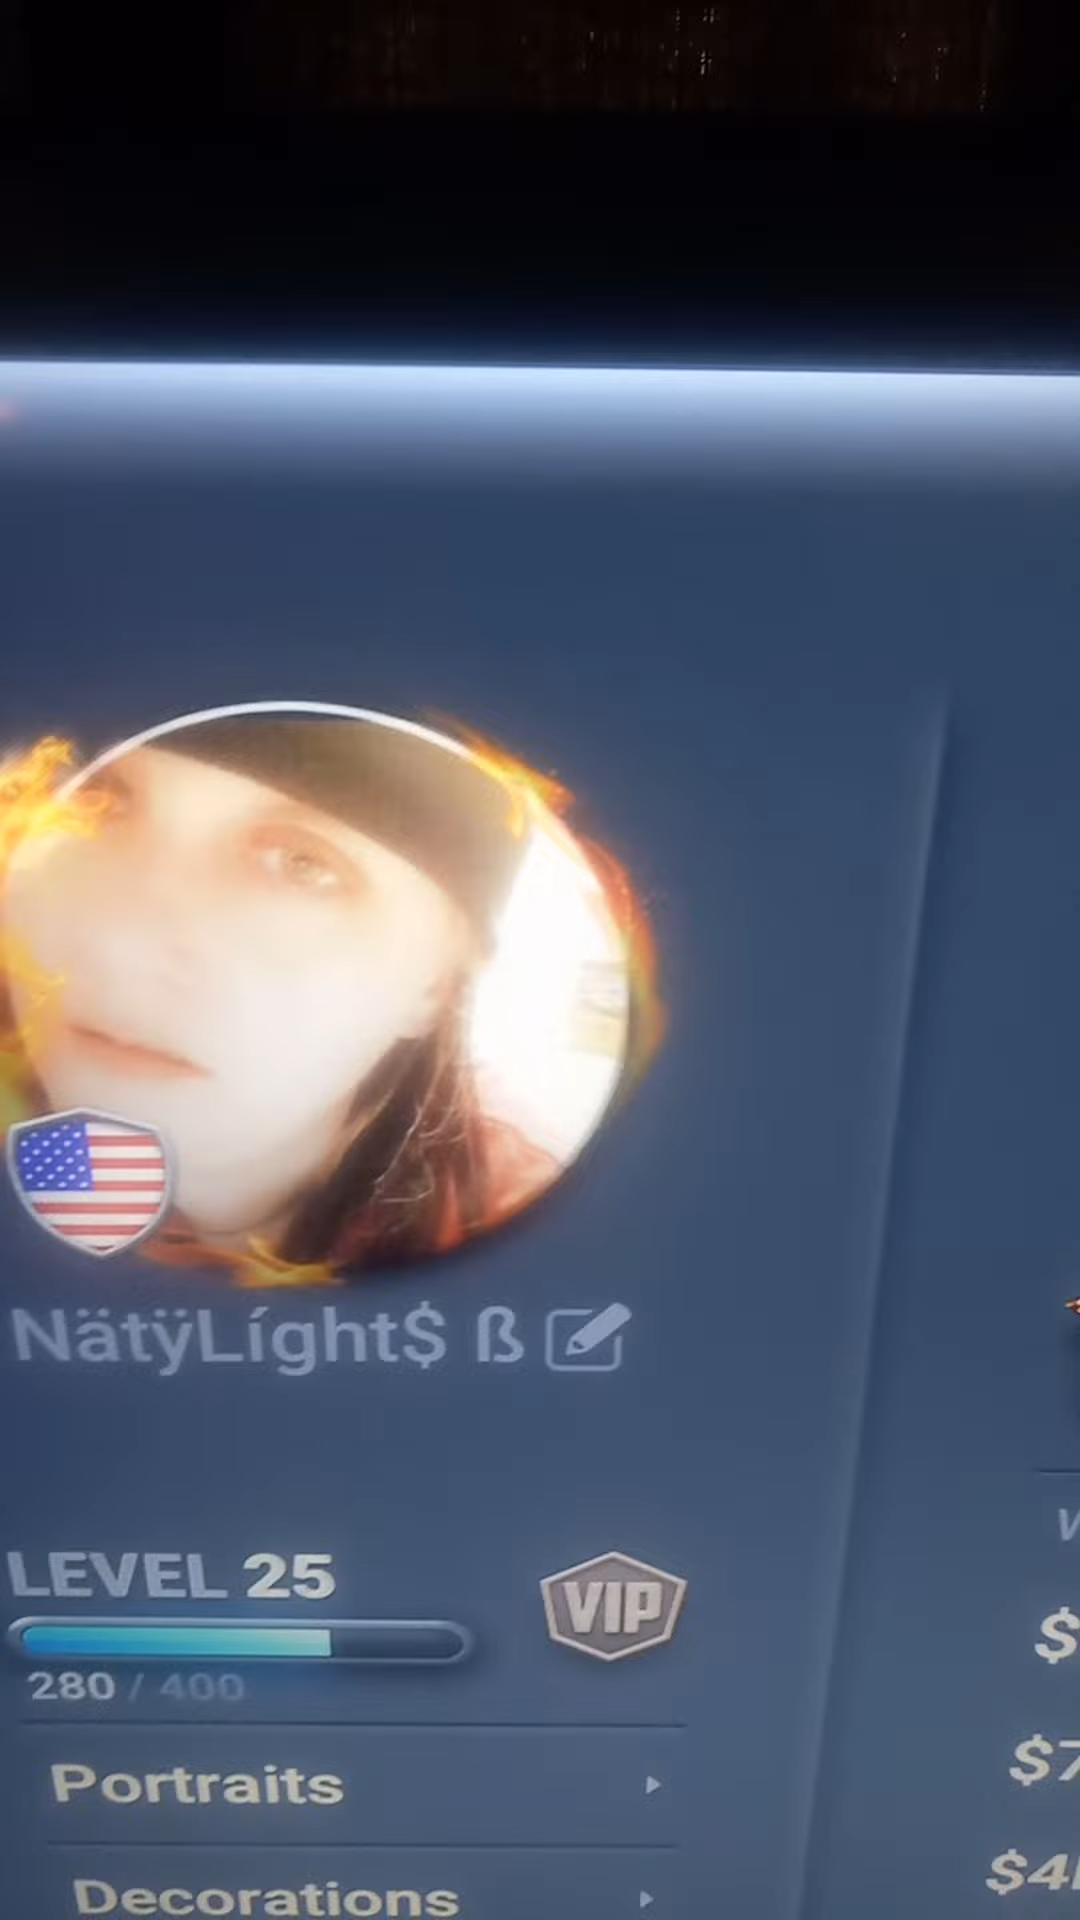 NätÿLíght$ ß
LEVEL 25
VIP
280 / 400
Portraits
Decorations